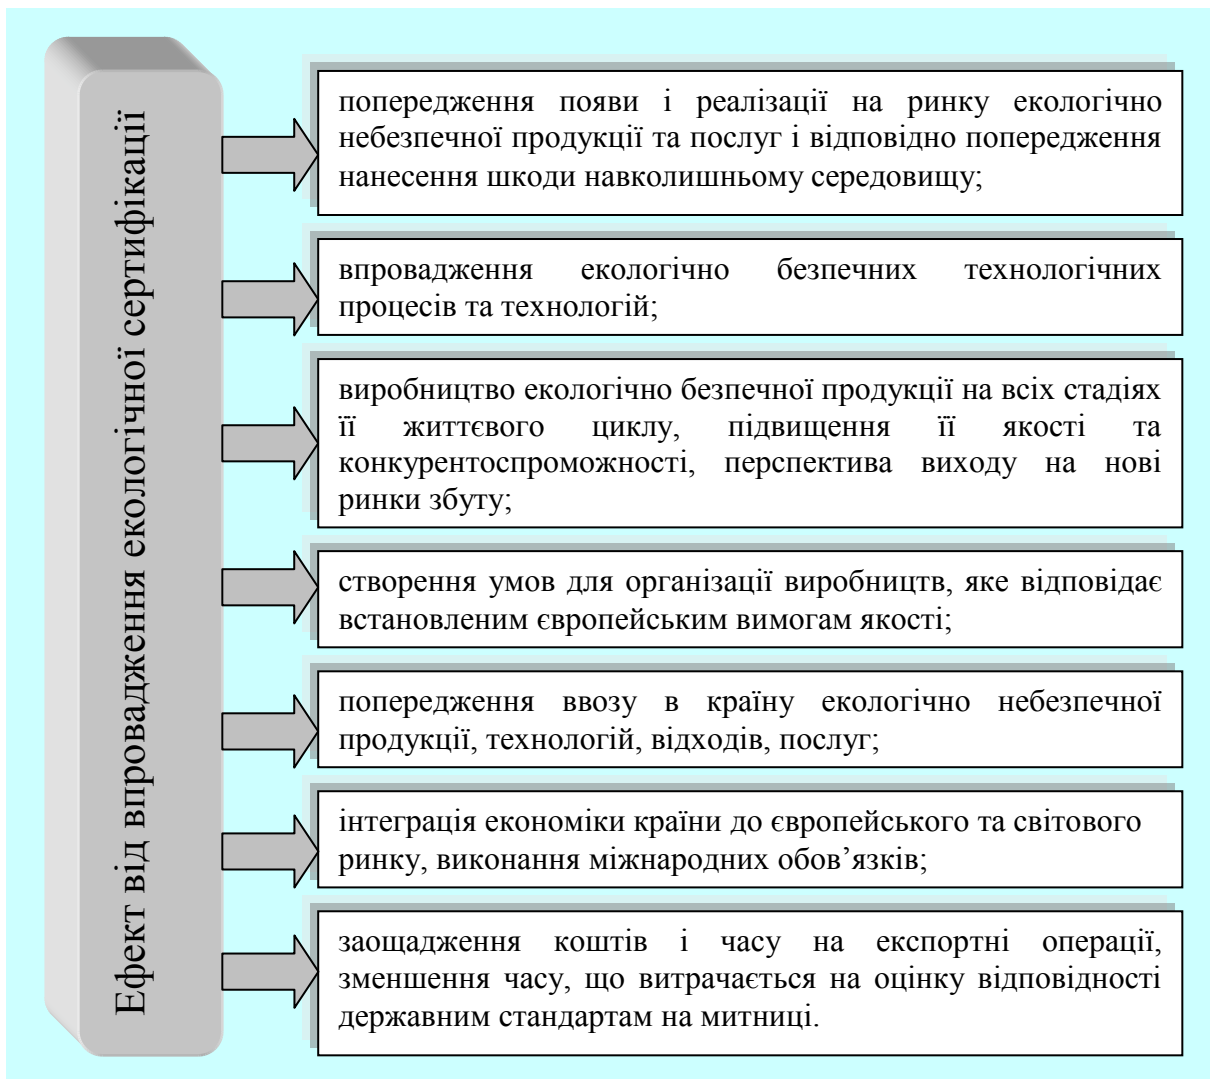 Ефект від впровадження екологічної сертифікації
попередження появи і реалізації на ринку екологічно
небезпечної продукції та послуг і відповідно попередження
нанесення шкоди навколишньому середовищу;
впровадження екологічно безпечних технологічних
процесів та технологій;
виробництво екологічно безпечної продукції на всіх стадіях
її життєвого циклу, підвищення її якості та
конкурентоспроможності, перспектива виходу на нові
ринки збуту;
створення умов для організації виробництв, яке відповідає
встановленим європейським вимогам якості;
попередження ввозу в країну екологічно небезпечної
продукції, технологій, відходів, послуг;
інтеграція економіки країни до європейського та світового
ринку, виконання міжнародних обов’язків;
заощадження коштів і часу на експортні операції,
зменшення часу, що витрачається на оцінку відповідності
державним стандартам на митниці.